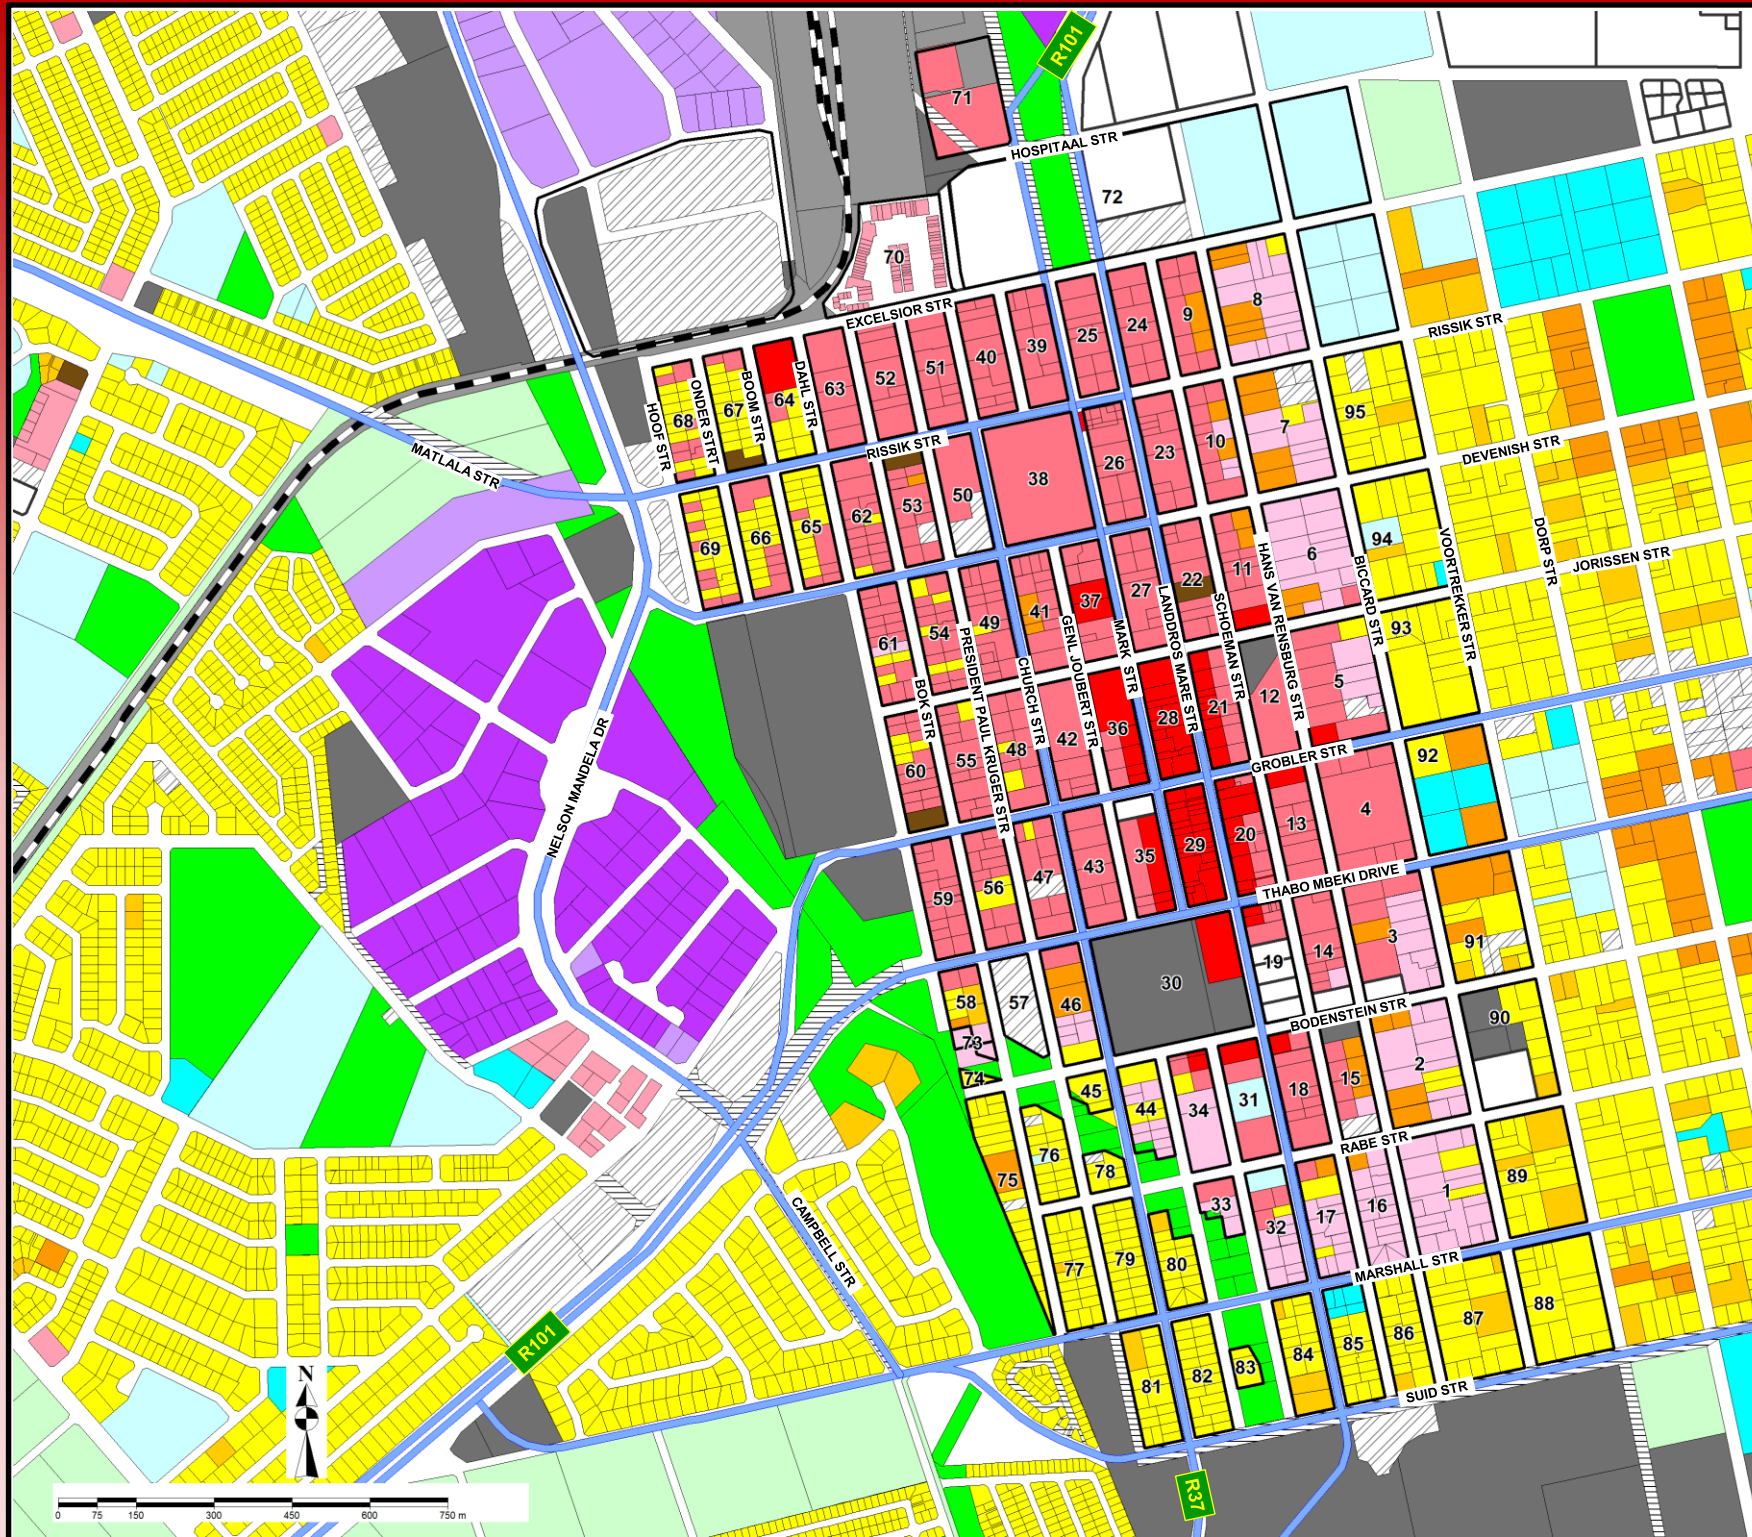 R101
71
HOSPITAAL STR
72
70
EXCELSIOR STR
8
9
24
25
39
40
51
52
63
64
67
68
DAHL STR
BOOM STR
ONDER STRT
HOOF STR
RISSIK STR
RISSIK STR
MATLALA STR
95
7
10
23
26
38
50
53
62
65
66
69
DEVENISH STR
DORP STR
JORISSEN STR
VOORTREKKER STR
BICCARD STR
HANS VAN RENSBURG STR
SCHOEMAN STR
LANDDROS MARE STR
MARK STR
GENL JOUBERT STR
CHURCH STR
PRESIDENT PAUL KRUGER STR
BOK STR
94
6
11
22
27
37
41
49
54
61
93
5
12
21
28
36
42
48
55
60
NELSON MANDELA DR
GROBLER STR
92
4
13
20
29
35
43
47
56
59
THABO MBEKI DRIVE
91
3
14
19
30
46
57
58
73
74
BODENSTEIN STR
90
2
15
18
31
34
44
45
RABE STR
89
1
16
17
32
33
78
76
75
CAMPBELL STR
77
79
80
MARSHALL STR
88
87
86
85
84
83
82
81
SUID STR
R101
R37
N
0 75 150 300 450 600 750 m